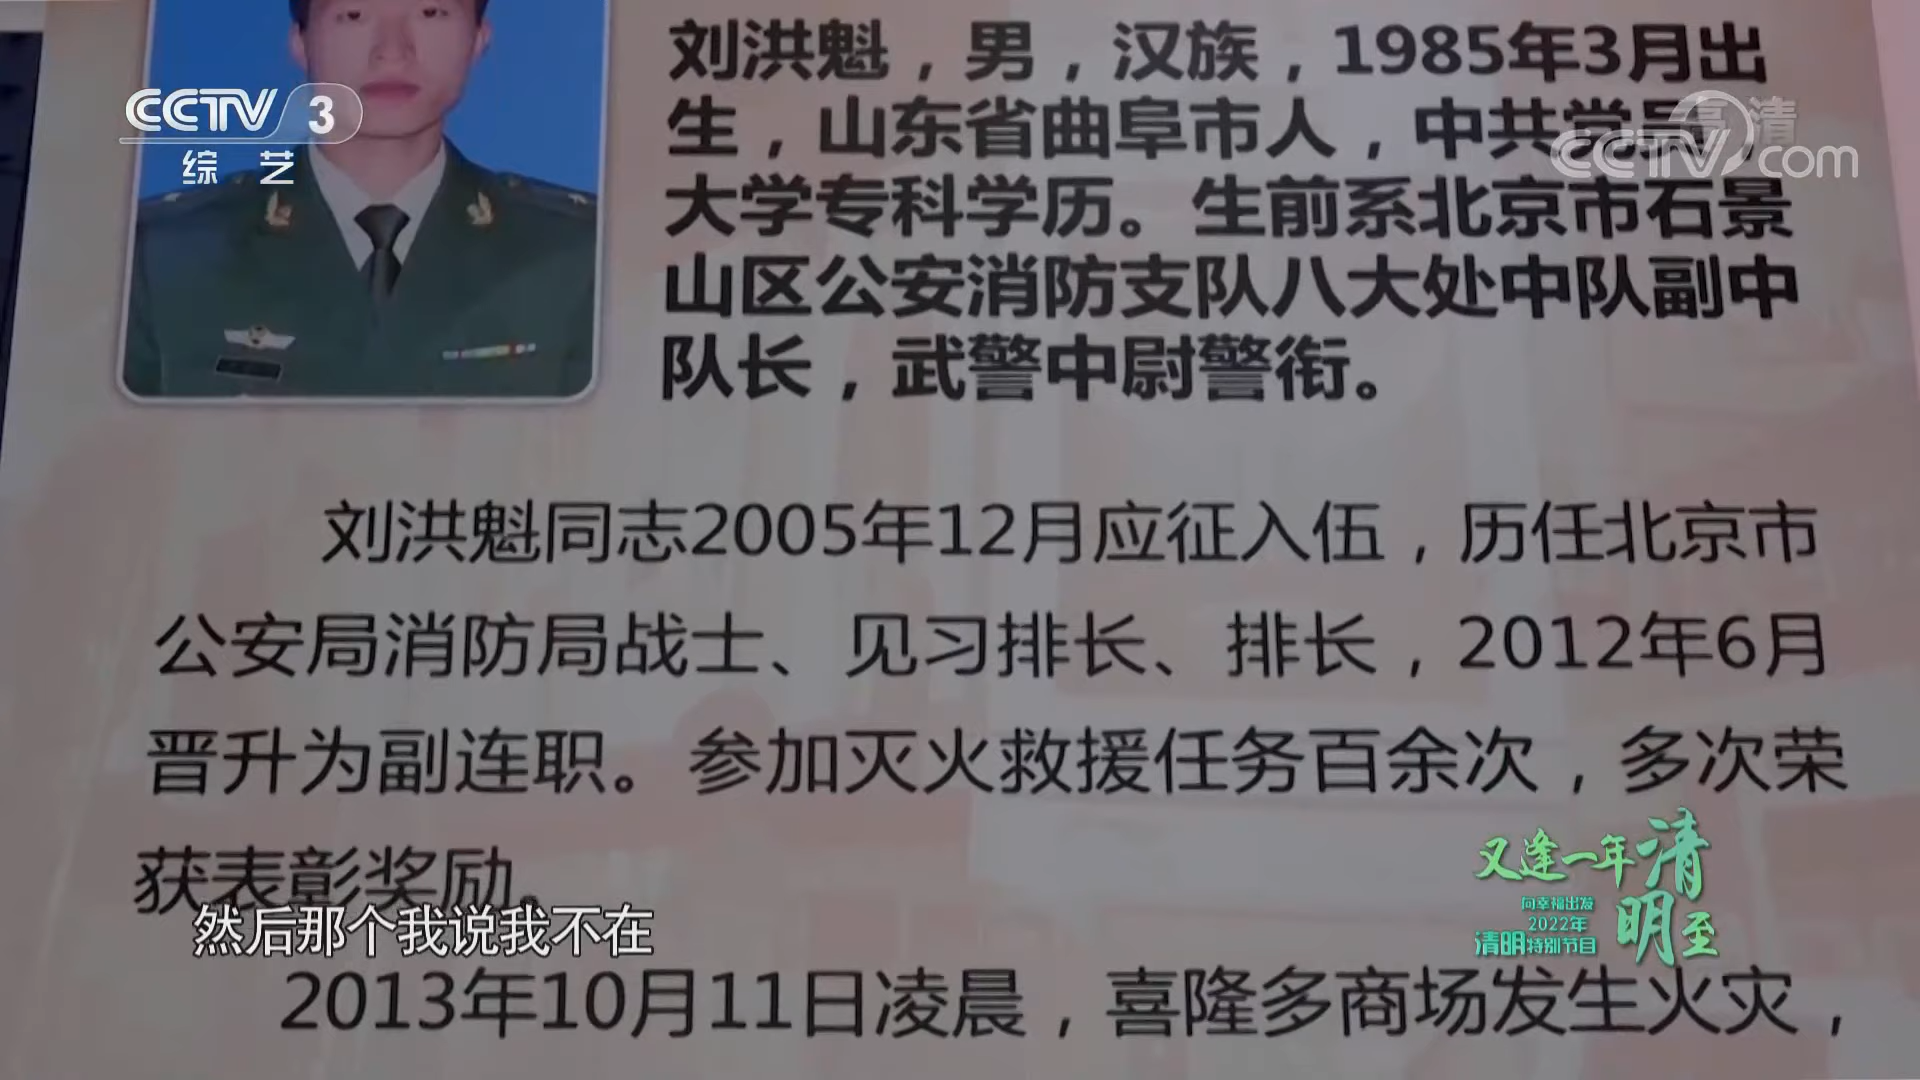 刘洪魁，男，汉族，1985年3月出
生，山东省曲阜市人，中共党员，
大学专科学历。生前系北京市石景
山区公安消防支队八大处中队副中
队长，武警中尉警衔。
CCTV 3
综艺
高清
CCTV.com
刘洪魁同志2005年12月应征入伍，历任北京市
公安局消防局战士、见习排长、排长，2012年6月
晋升为副连职。参加灭火救援任务百余次，多次荣
获表彰奖励。
又逢一年清明至
向幸福出发
2022年
清明特别节目
然后那个我说我不在
2013年10月11日凌晨，喜隆多商场发生火灾，